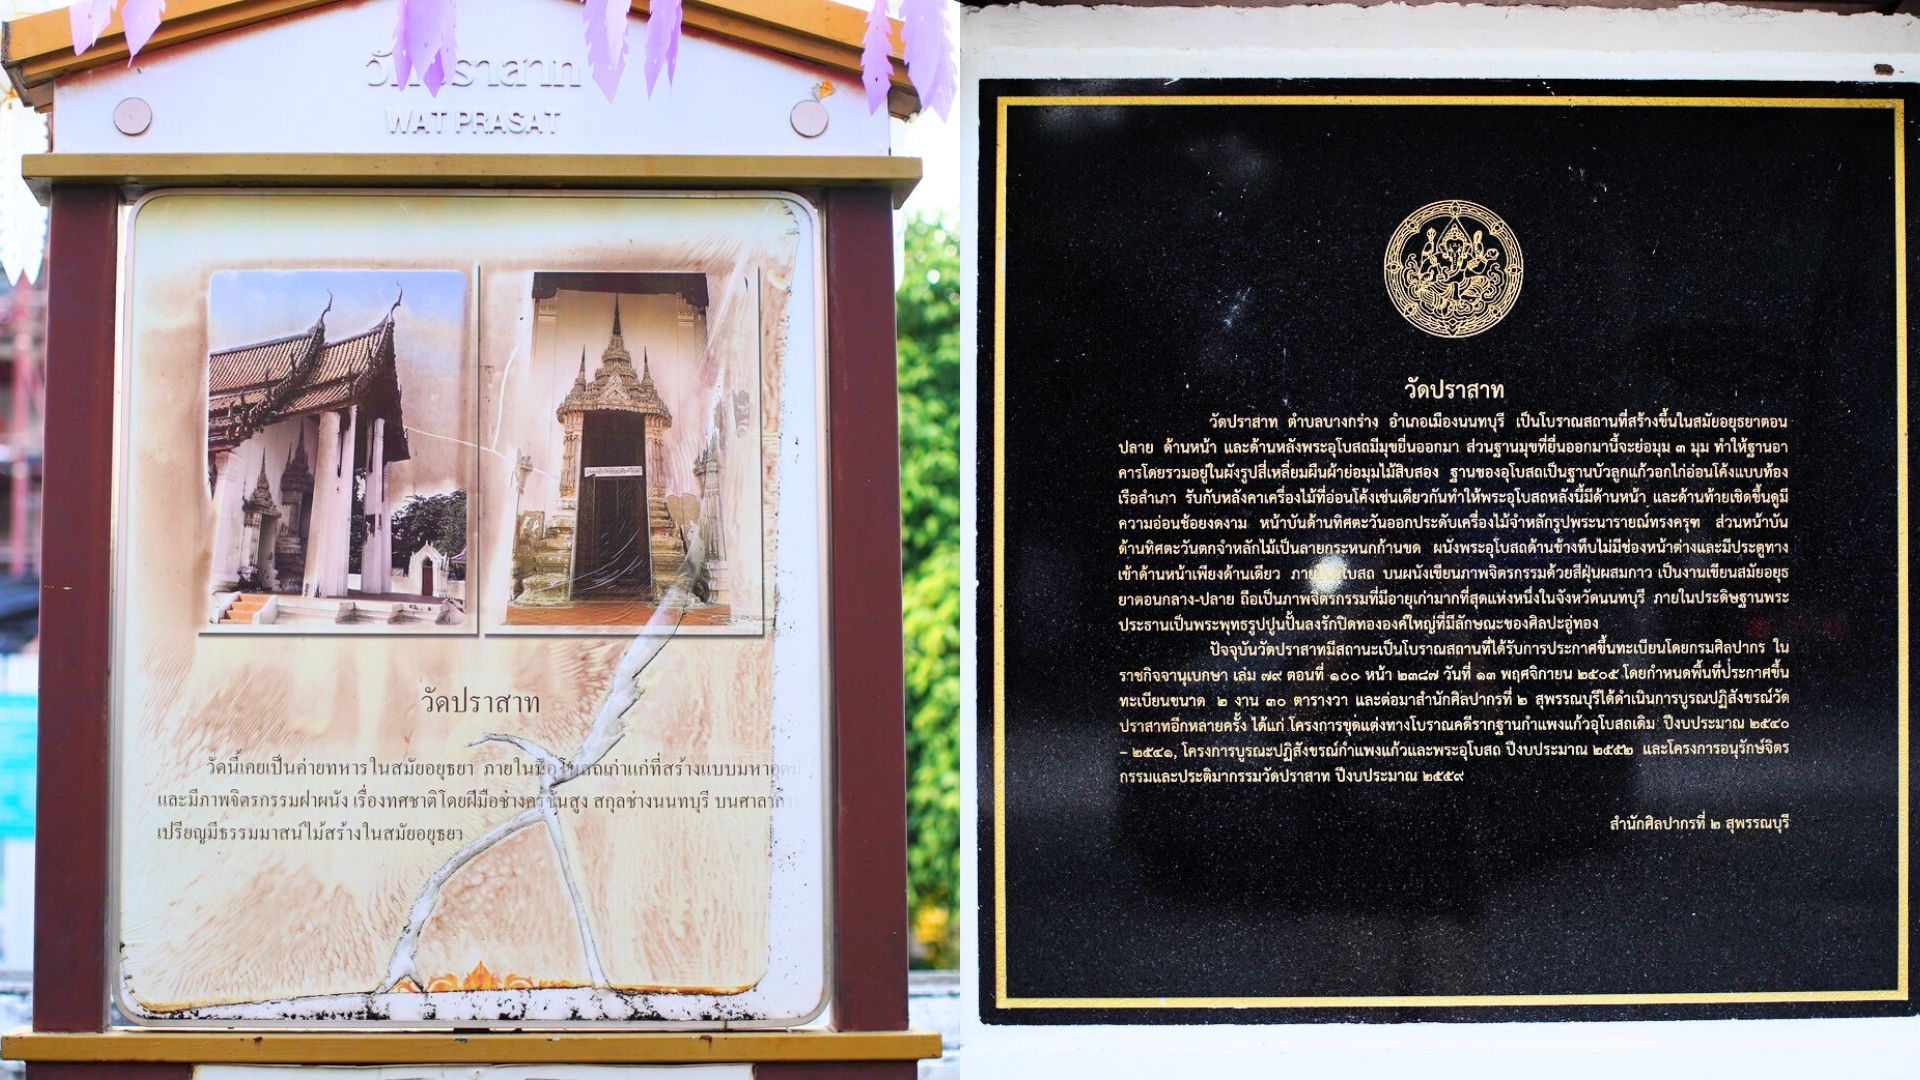 WAT PRASAT
วัดปราสาท
วัดนี้เคยเป็นค่ายทหารในสมัยอยุธยา ภายในมีอุโบสถเก่าแก่ที่สร้างแบบมหาอุตม์
และมีภาพจิตรกรรมฝาผนัง เรื่องทศชาติโดยฝีมือช่างครูชั้นสูง สกุลช่างนนทบุรี บนศาลาการ
เปรียญมีธรรมมาสน์ไม้สร้างในสมัยอยุธยา
วัดปราสาท
วัดปราสาท ตำบลบางกร่าง อำเภอเมืองนนทบุรี เป็นโบราณสถานที่สร้างขึ้นในสมัยอยุธยาตอน
ปลาย ด้านหน้า และด้านหลังพระอุโบสถมีมุขยื่นออกมา ส่วนฐานมุขที่ยื่นออกมานี้จะย่อมุม ๓ มุม ทำให้ฐานอา
คารโดยรวมอยู่ในผังรูปสี่เหลี่ยมผืนผ้าย่อมุมไม้สิบสอง ฐานของอุโบสถเป็นฐานบัวลูกแก้วอกไก่อ่อนโค้งแบบท้อง
เรือสำเภา รับกับหลังคาเครื่องไม้ที่อ่อนโค้งเช่นเดียวกันทำให้พระอุโบสถหลังนี้มีด้านหน้า และด้านท้ายเชิดขึ้นดูมี
ความอ่อนช้อยงดงาม หน้าบันด้านทิศตะวันออกประดับเครื่องไม้จำหลักรูปพระนารายณ์ทรงครุฑ ส่วนหน้าบัน
ด้านทิศตะวันตกจำหลักไม้เป็นลายกระหนกก้านขด ผนังพระอุโบสถด้านข้างทึบไม่มีช่องหน้าต่างและมีประตูทาง
เข้าด้านหน้าเพียงด้านเดียว ภายในอุโบสถ บนผนังเขียนภาพจิตรกรรมด้วยสีฝุ่นผสมกาว เป็นงานเขียนสมัยอยุธ
ยาตอนกลาง-ปลาย ถือเป็นภาพจิตรกรรมที่มีอายุเก่ามากที่สุดแห่งหนึ่งในจังหวัดนนทบุรี ภายในประดิษฐานพระ
ประธานเป็นพระพุทธรูปปูนปั้นลงรักปิดทององค์ใหญ่ที่มีลักษณะของศิลปะอู่ทอง
ปัจจุบันวัดปราสาทมีสถานะเป็นโบราณสถานที่ได้รับการประกาศขึ้นทะเบียนโดยกรมศิลปากร ใน
ราชกิจจานุเบกษา เล่ม ๗๙ ตอนที่ ๑๐๐ หน้า ๒๓๘๗ วันที่ ๑๓ พฤศจิกายน ๒๕๐๕ โดยกำหนดพื้นที่ประกาศขึ้น
ทะเบียนขนาด ๒ งาน ๓๐ ตารางวา และต่อมาสำนักศิลปากรที่ ๒ สุพรรณบุรีได้ดำเนินการบูรณปฏิสังขรณ์วัด
ปราสาทอีกหลายครั้ง ได้แก่ โครงการขุดแต่งทางโบราณคดีรากฐานกำแพงแก้วอุโบสถเดิม ปีงบประมาณ ๒๕๔๐
– ๒๕๔๑, โครงการบูรณะปฏิสังขรณ์กำแพงแก้วและพระอุโบสถ ปีงบประมาณ ๒๕๕๒ และโครงการอนุรักษ์จิตร
กรรมและประติมากรรมวัดปราสาท ปีงบประมาณ ๒๕๕๙
สำนักศิลปากรที่ ๒ สุพรรณบุรี